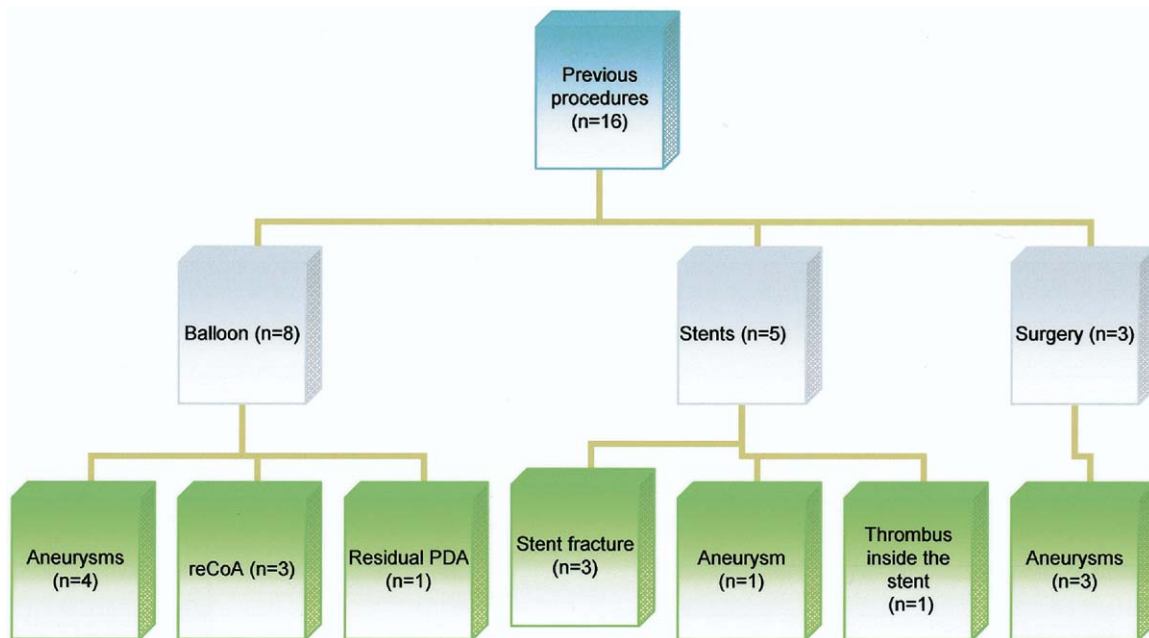 Previous
procedures
(n=16)
Balloon (n=8)
Stents (n=5)
Surgery (n=3)
Aneurysms
(n=4)
reCoA (n=3)
Residual PDA
(n=1)
Stent fracture
(n=3)
Aneurysm
(n=1)
Thrombus
inside the
stent
(n=1)
Aneurysms
(n=3)